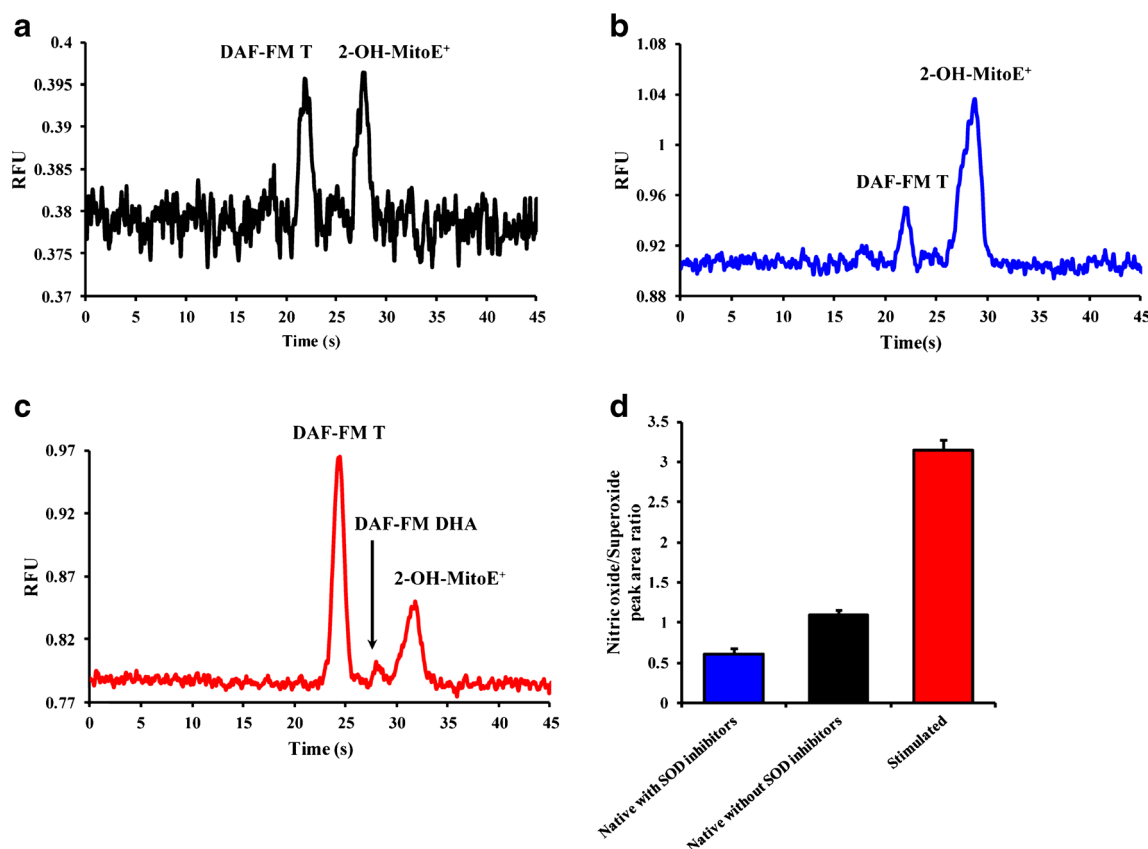 a
DAF-FM T
2-OH-MitoE+
RFU
0.4
0.395
0.39
0.385
0.38
0.375
0.37
0 5 10 15 20 25 30 35 40 45
Time (s)
b
2-OH-MitoE+
DAF-FM T
RFU
1.08
1.04
1
0.96
0.92
0.88
0 5 10 15 20 25 30 35 40 45
Time(s)
c
DAF-FM T
DAF-FM DHA
2-OH-MitoE+
RFU
0.97
0.92
0.87
0.82
0.77
0 5 10 15 20 25 30 35 40 45
Time (s)
d
Nitric oxide/Superoxide
peak area ratio
3.5
3
2.5
2
1.5
1
0.5
0
Native with SOD inhibitors
Native without SOD inhibitors
Stimulated